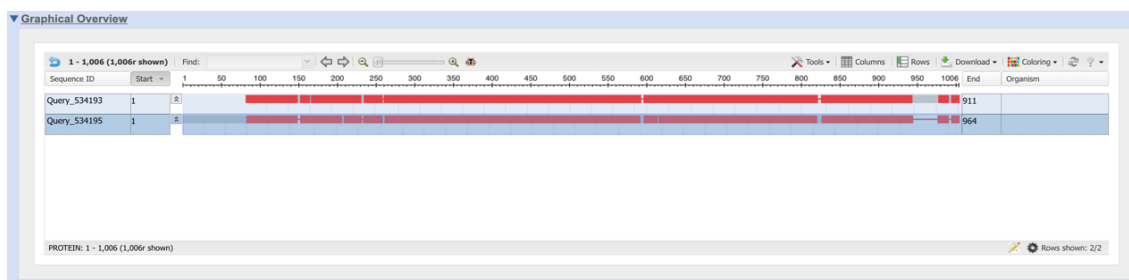 Graphical Overview
1 - 1,006 (1,006r shown) Find: Tools Columns Rows Download Coloring ?
Sequence ID Start 1 50 100 150 200 250 300 350 400 450 500 550 600 650 700 750 800 850 900 950 1006 End Organism
Query_534193 1 911
Query_534195 1 964
PROTEIN: 1 - 1,006 (1,006r shown) Rows shown: 2/2